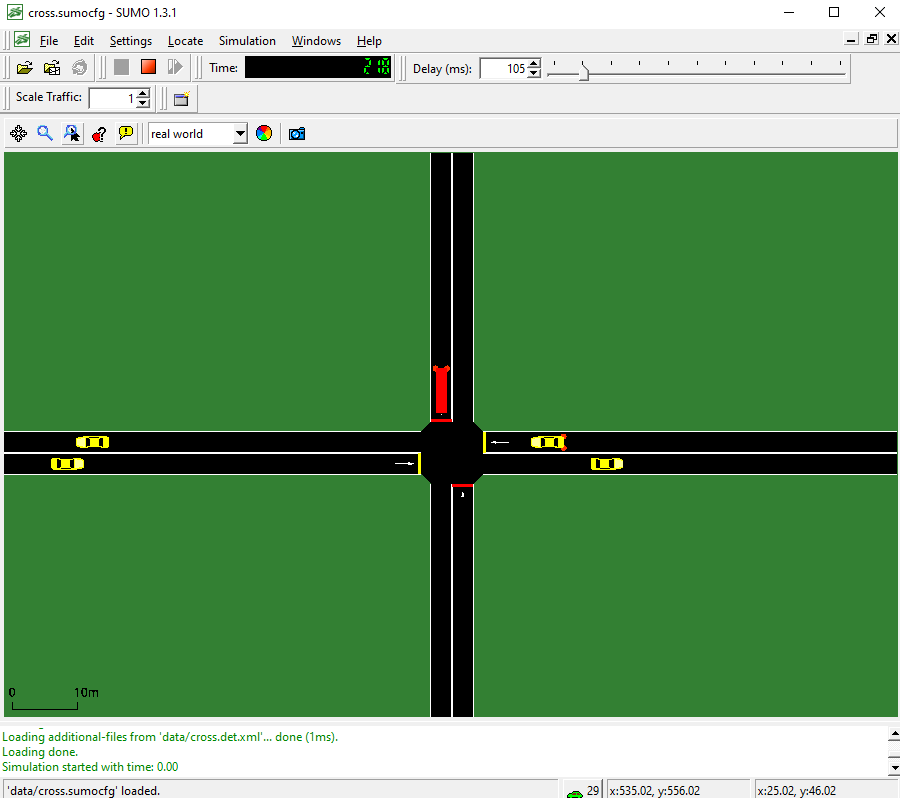 cross.sumocfg - SUMO 1.3.1
File Edit Settings Locate Simulation Windows Help
Time: 218 Delay (ms): 105
Scale Traffic: 1
real world
0 10m
Loading additional-files from 'data/cross.det.xml'... done (1ms).
Loading done.
Simulation started with time: 0.00
'data/cross.sumocfg' loaded. 29 x:535.02, y:556.02 x:25.02, y:46.02